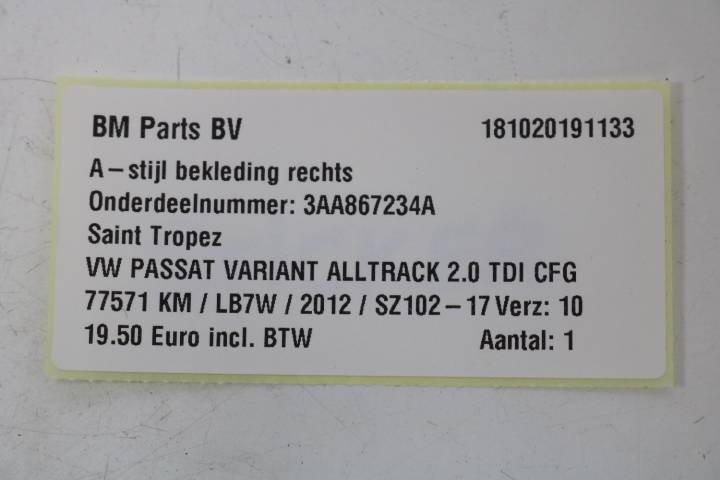 BM Parts BV 181020191133
A-stijl bekleding rechts
Onderdeelnummer: 3AA867234A
Saint Tropez
VW PASSAT VARIANT ALLTRACK 2.0 TDI CFG
77571 KM / LB7W / 2012 / SZ102-17 Verz: 10
19.50 Euro incl. BTW Aantal: 1